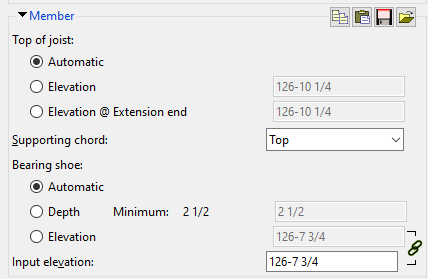 Member
Top of joist:
Automatic
Elevation 126-10 1/4
Elevation @ Extension end 126-10 1/4
Supporting chord: Top
Bearing shoe:
Automatic
Depth Minimum: 2 1/2 2 1/2
Elevation 126-7 3/4
Input elevation: 126-7 3/4